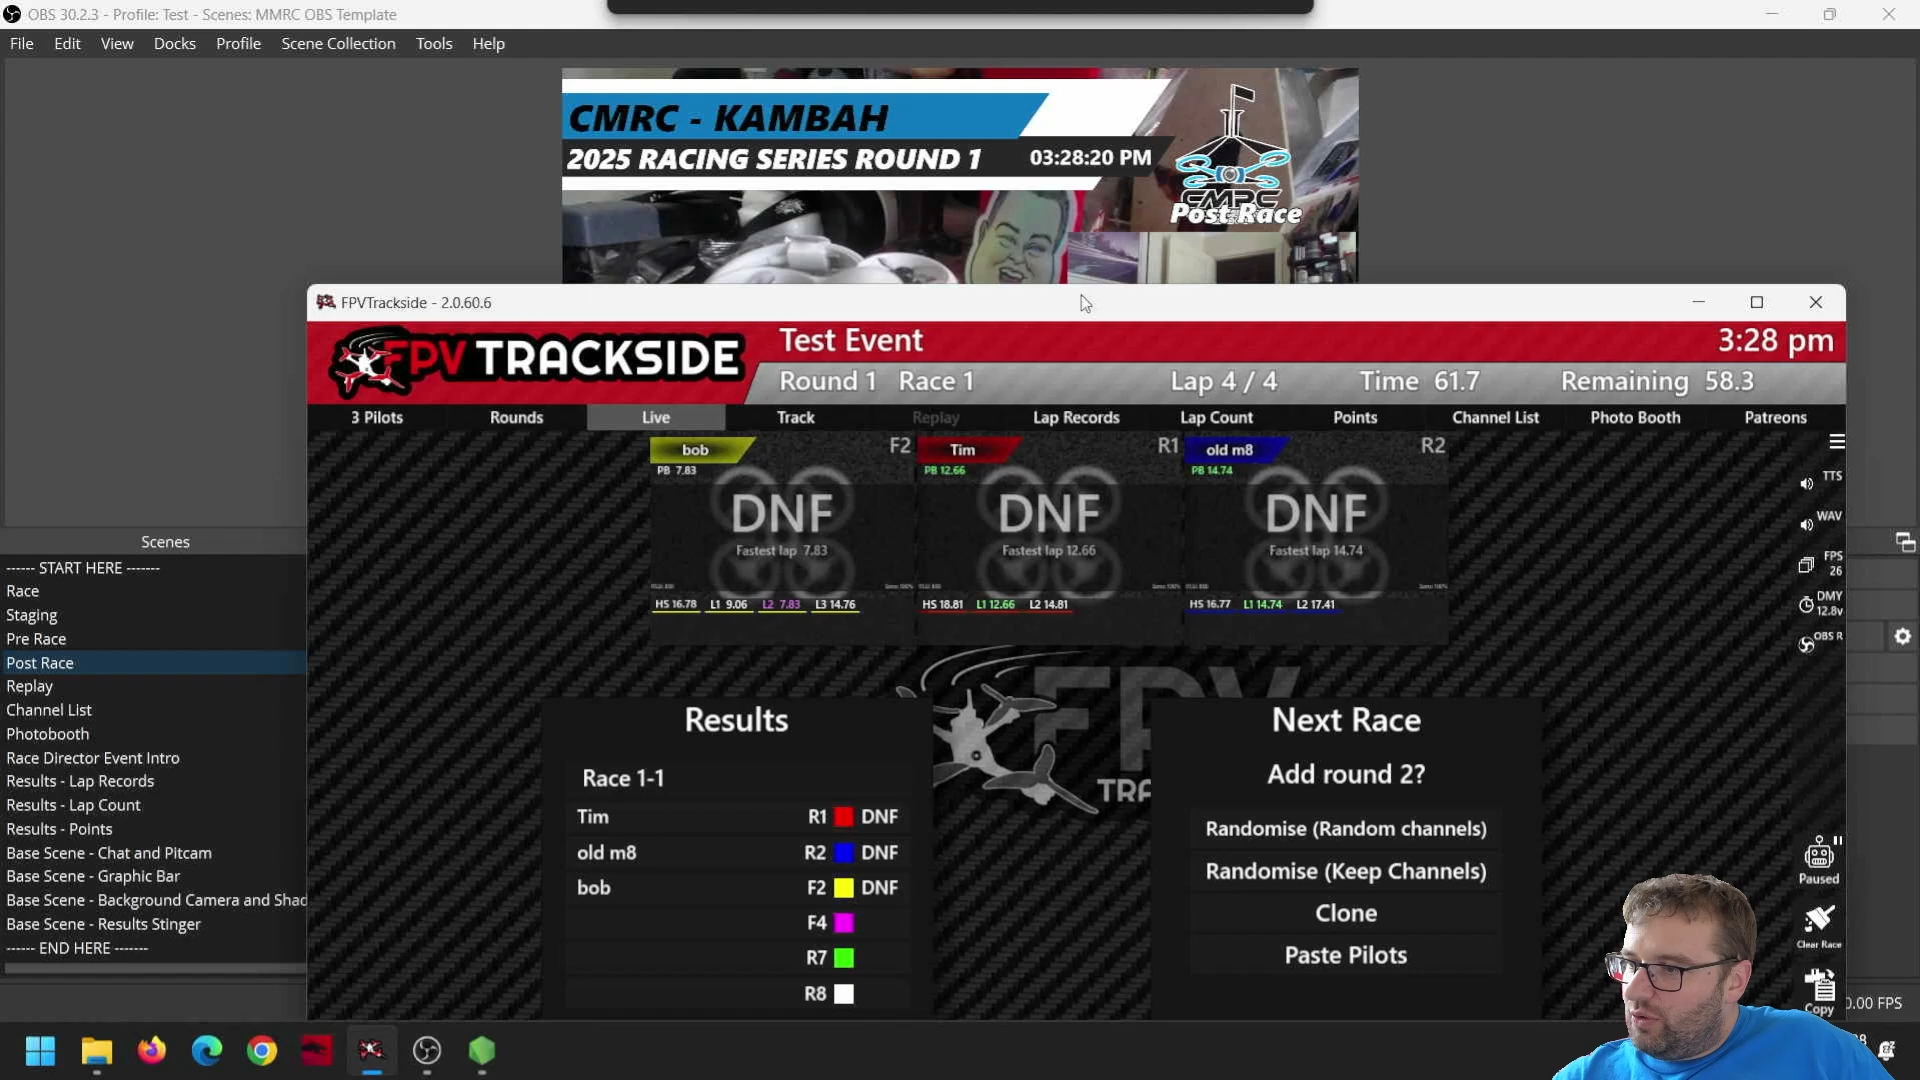 OBS 30.2.3 - Profile: Test - Scenes: MMRC OBS Template
File Edit View Docks Profile Scene Collection Tools Help
CMRC - KAMBAH
2025 RACING SERIES ROUND 1 03:28:20 PM
CMRC
Post Race
FPVTrackside - 2.0.60.6
FPV TRACKSIDE
Test Event
3:28 pm
Round 1 Race 1 Lap 4 / 4 Time 61.7 Remaining 58.3
3 Pilots Rounds Live Track Replay Lap Records Lap Count Points Channel List Photo Booth Patreons
bob F2 Tim R1 old m8 R2
PB 7.83 PB 12.66 PB 14.74
DNF DNF DNF
Fastest lap 7.83 Fastest lap 12.66 Fastest lap 14.74
HS 16.78 L1 9.06 L2 7.83 L3 14.76 HS 18.81 L1 12.66 L2 14.81 HS 16.77 L1 14.74 L2 17.41
TTS
WAV
FPS
26
DMY
12.8v
OBS R
Scenes
------ START HERE -------
Race
Staging
Pre Race
Post Race
Replay
Channel List
Photobooth
Race Director Event Intro
Results - Lap Records
Results - Lap Count
Results - Points
Base Scene - Chat and Pitcam
Base Scene - Graphic Bar
Base Scene - Background Camera and Shad
Base Scene - Results Stinger
------ END HERE -------
Results
Race 1-1
Tim R1 DNF
old m8 R2 DNF
bob F2 DNF
F4
R7
R8
FPV
TRA
Next Race
Add round 2?
Randomise (Random channels)
Randomise (Keep Channels)
Clone
Paste Pilots
Paused
Clear Race
Copy
0.00 FPS